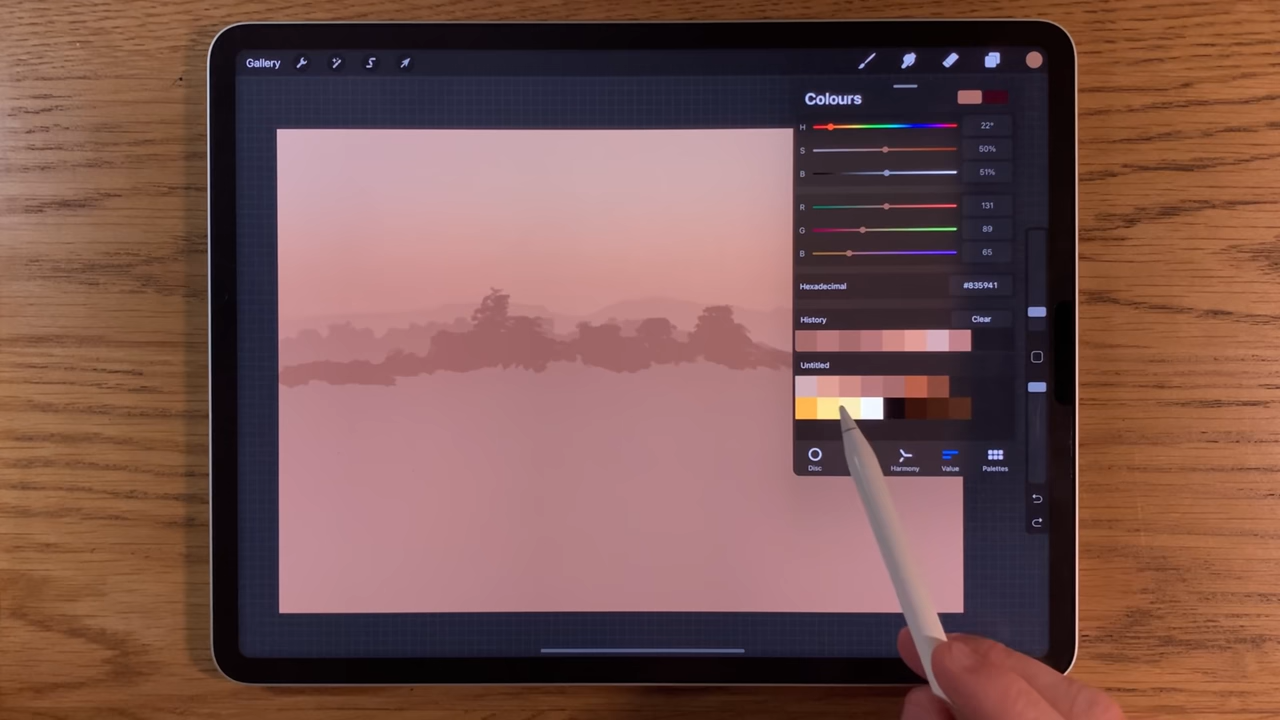 Gallery
Colours
H 22°
S 50%
B 51%
R 131
G 89
B 65
Hexadecimal #835941
History Clear
Untitled
Disc Harmony Value Palettes